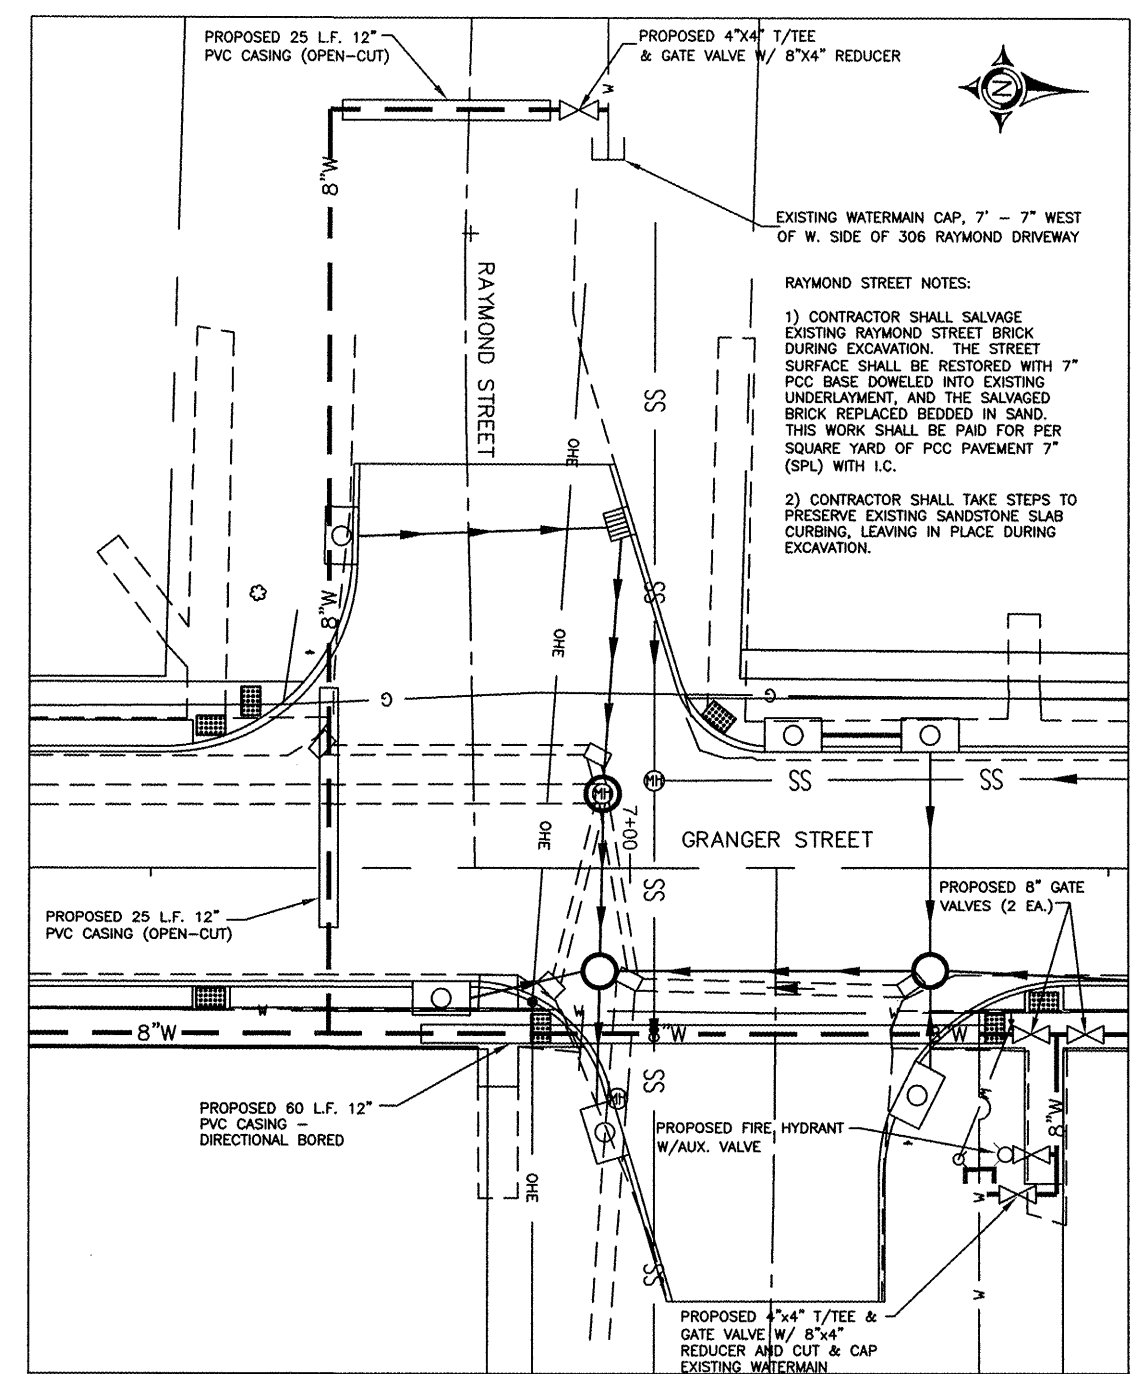 PROPOSED 25 L.F. 12"
PVC CASING (OPEN-CUT)
PROPOSED 4"X4" T/TEE
& GATE VALVE W/ 8"X4" REDUCER
N
W
8"W
EXISTING WATERMAIN CAP, 7' - 7" WEST
OF W. SIDE OF 306 RAYMOND DRIVEWAY
RAYMOND STREET
RAYMOND STREET NOTES:
1) CONTRACTOR SHALL SALVAGE
EXISTING RAYMOND STREET BRICK
DURING EXCAVATION. THE STREET
SURFACE SHALL BE RESTORED WITH 7"
PCC BASE DOWELED INTO EXISTING
UNDERLAYMENT, AND THE SALVAGED
BRICK REPLACED BEDDED IN SAND.
THIS WORK SHALL BE PAID FOR PER
SQUARE YARD OF PCC PAVEMENT 7"
(SPL) WITH I.C.
2) CONTRACTOR SHALL TAKE STEPS TO
PRESERVE EXISTING SANDSTONE SLAB
CURBING, LEAVING IN PLACE DURING
EXCAVATION.
SS
OHE
SS
8"W
OHE
G
G
MH
MH
SS
SS
OHE
7+00
GRANGER STREET
SS
PROPOSED 8" GATE
VALVES (2 EA.)
PROPOSED 25 L.F. 12"
PVC CASING (OPEN-CUT)
W
W
W
8"W
8"W
8"W
SS
MH
W
8"W
PROPOSED 60 L.F. 12"
PVC CASING -
DIRECTIONAL BORED
PROPOSED FIRE HYDRANT
W/AUX. VALVE
OHE
W
SS
W
PROPOSED 4"x4" T/TEE &
GATE VALVE W/ 8"x4"
REDUCER AND CUT & CAP
EXISTING WATERMAIN